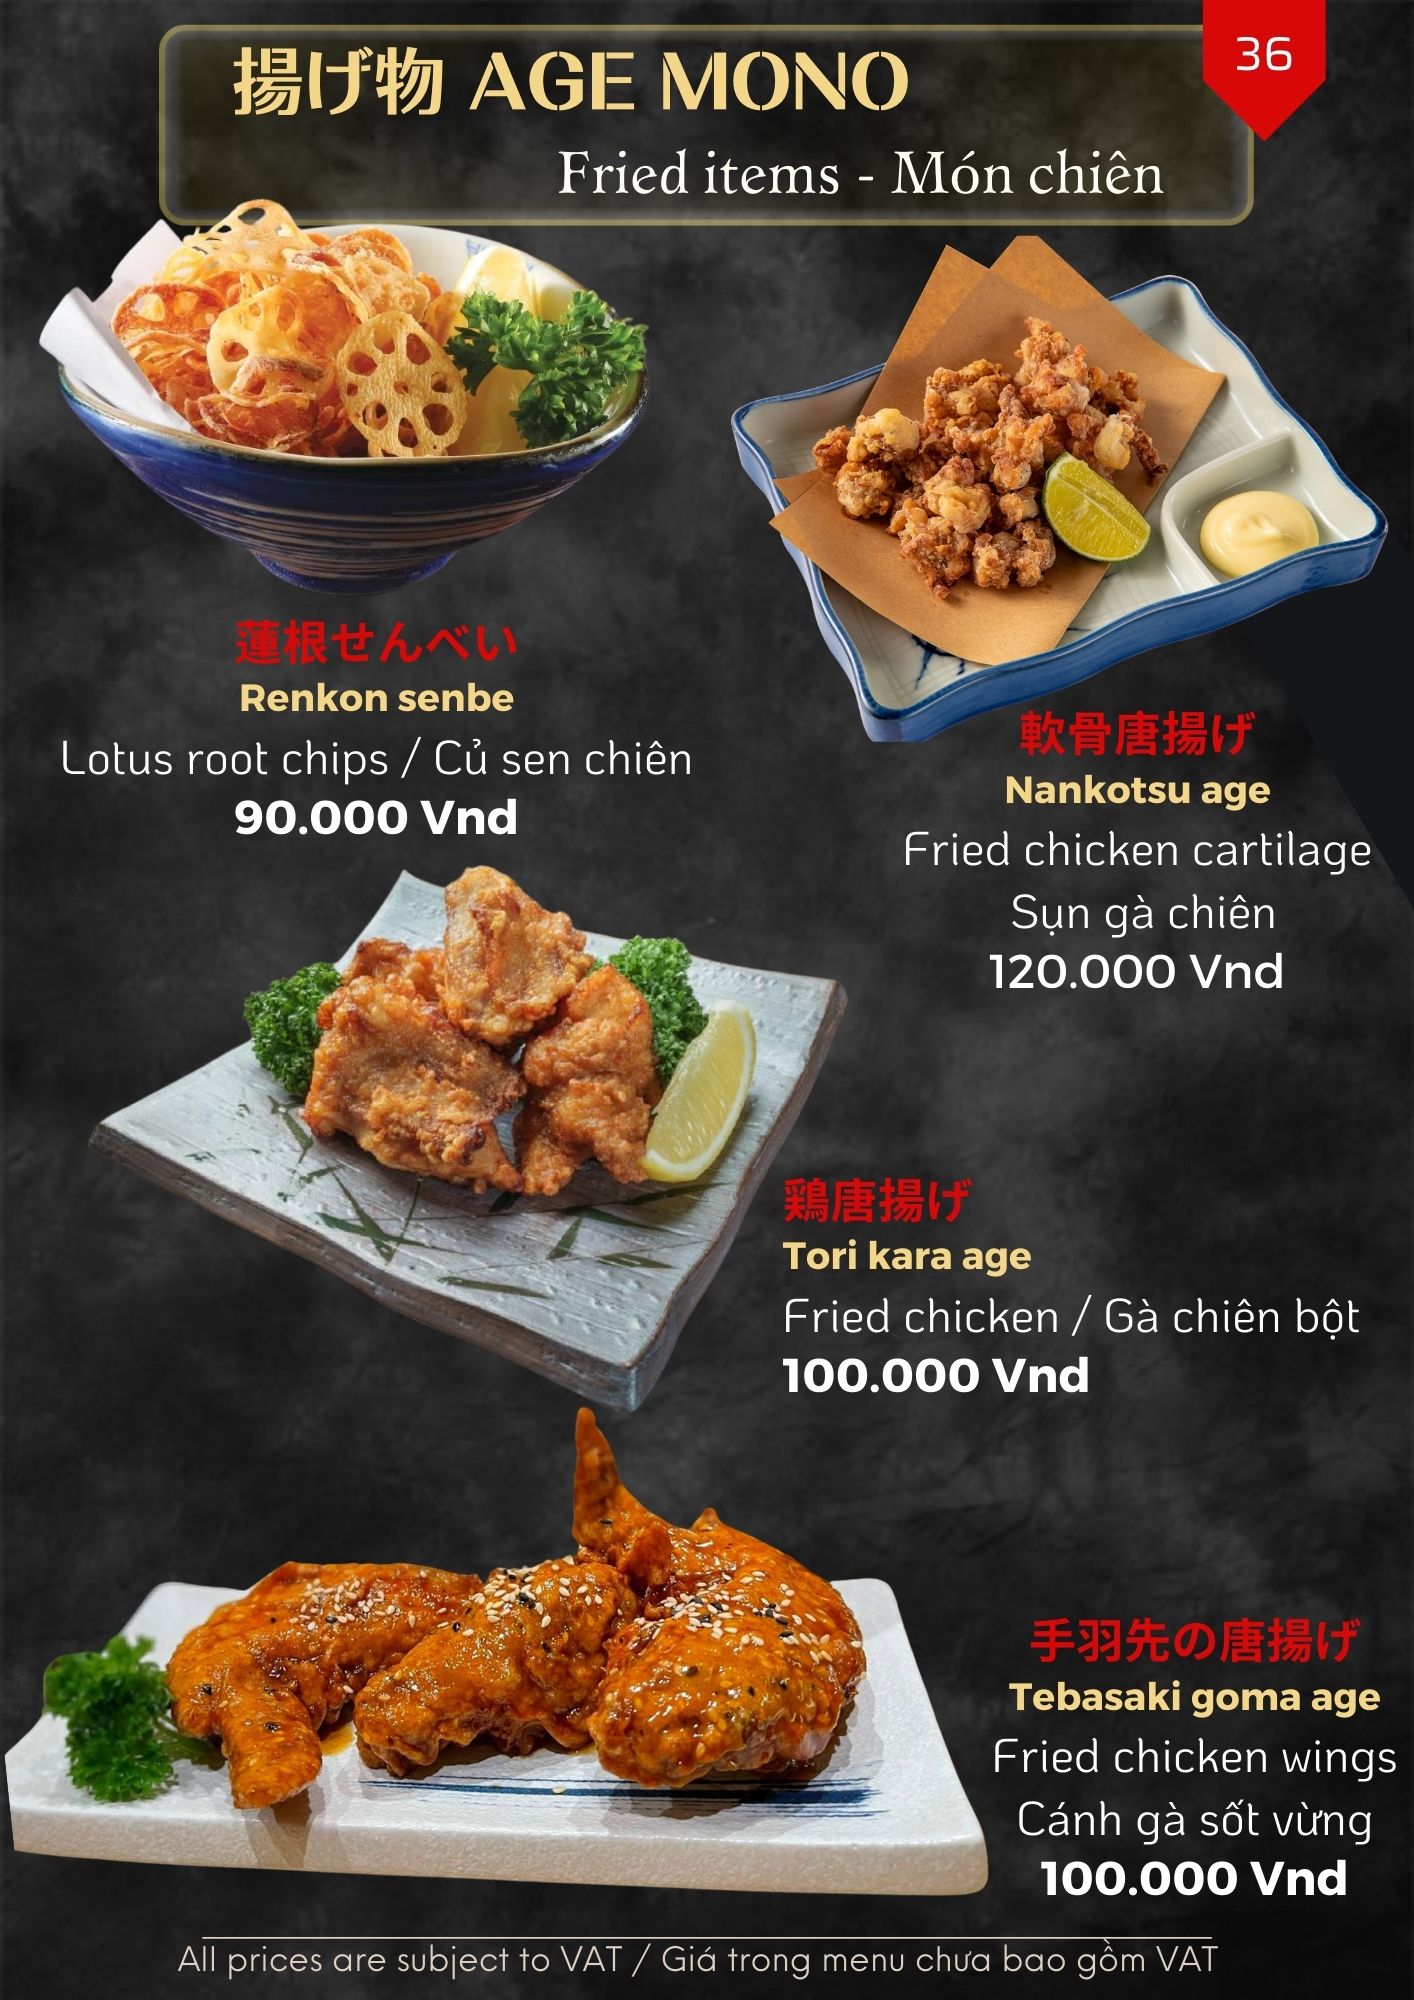 36
揚げ物 AGE MONO
Fried items - Món chiên
蓮根せんべい
Renkon senbe
Lotus root chips / Củ sen chiên
90.000 Vnd
軟骨唐揚げ
Nankotsu age
Fried chicken cartilage
Sụn gà chiên
120.000 Vnd
鶏唐揚げ
Tori kara age
Fried chicken / Gà chiên bột
100.000 Vnd
手羽先の唐揚げ
Tebasaki goma age
Fried chicken wings
Cánh gà sốt vừng
100.000 Vnd
All prices are subject to VAT / Giá trong menu chưa bao gồm VAT